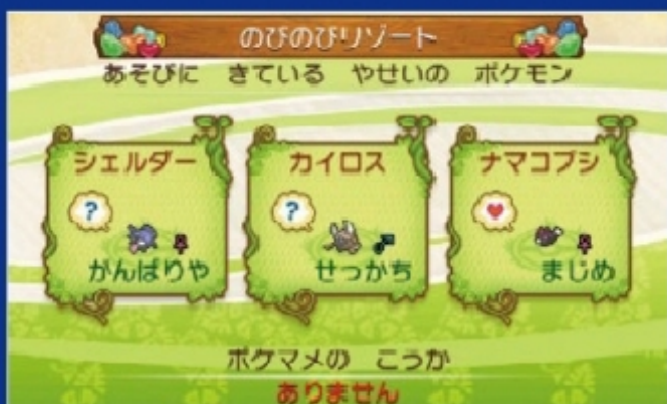 のびのびリゾート
あそびに きている やせいの ポケモン
シェルダー
?
がんばりや
カイロス
?
せっかち
ナマコブシ
まじめ
ポケマメの こうか
ありません